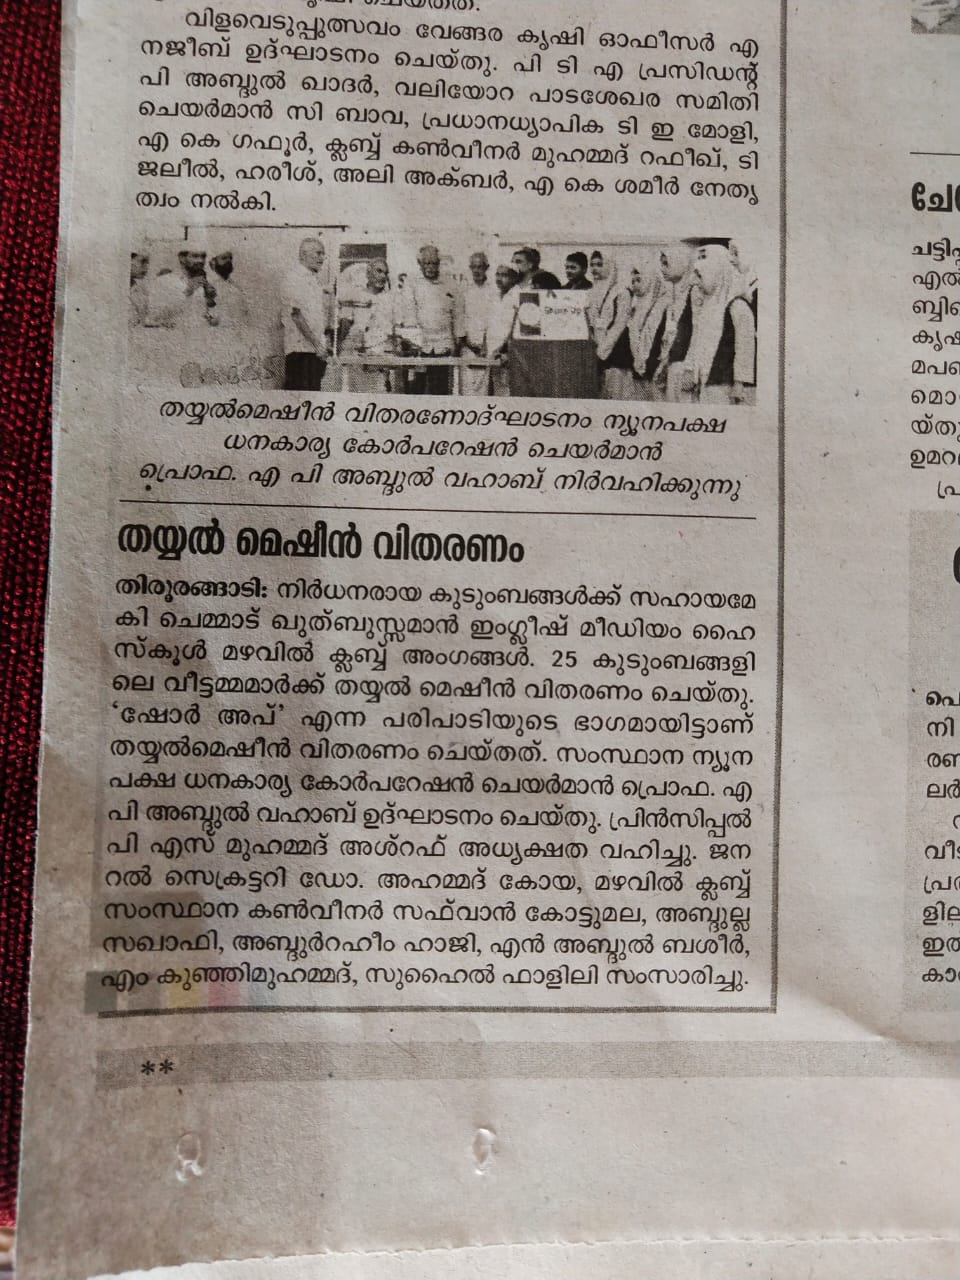 വിളവെടുപ്പുത്സവം വേങ്ങര കൃഷി ഓഫീസർ എ
നജീബ് ഉദ്ഘാടനം ചെയ്തു. പി ടി എ പ്രസിഡന്റ്
പി അബ്ദുൽ ഖാദർ, വലിയോറ പാടശേഖര സമിതി
ചെയർമാൻ സി ബാവ, പ്രധാനധ്യാപിക ടി ഇ മോളി,
എ കെ ഗഫൂർ, ക്ലബ്ബ് കൺവീനർ മുഹമ്മദ് റഫീഖ്, ടി
ജലീൽ, ഹരീശ്, അലി അക്ബർ, എ കെ ശമീർ നേതൃ
ത്വം നൽകി.
തയ്യൽമെഷീൻ വിതരണോദ്ഘാടനം ന്യൂനപക്ഷ
ധനകാര്യ കോർപറേഷൻ ചെയർമാൻ
പ്രൊഫ. എ പി അബ്ദുൽ വഹാബ് നിർവഹിക്കുന്നു
തയ്യൽ മെഷീൻ വിതരണം
തിരൂരങ്ങാടി: നിർധനരായ കുടുംബങ്ങൾക്ക് സഹായമേ
കി ചെമ്മാട് ഖുത്ബുസ്സമാൻ ഇംഗ്ലീഷ് മീഡിയം ഹൈ
സ്കൂൾ മഴവിൽ ക്ലബ്ബ് അംഗങ്ങൾ. 25 കുടുംബങ്ങളി
ലെ വീട്ടമ്മമാർക്ക് തയ്യൽ മെഷീൻ വിതരണം ചെയ്തു.
'ഷോർ അപ്' എന്ന പരിപാടിയുടെ ഭാഗമായിട്ടാണ്
തയ്യൽമെഷീൻ വിതരണം ചെയ്തത്. സംസ്ഥാന ന്യൂന
പക്ഷ ധനകാര്യ കോർപറേഷൻ ചെയർമാൻ പ്രൊഫ. എ
പി അബ്ദുൽ വഹാബ് ഉദ്ഘാടനം ചെയ്തു. പ്രിൻസിപ്പൽ
പി എസ് മുഹമ്മദ് അശ്റഫ് അധ്യക്ഷത വഹിച്ചു. ജന
റൽ സെക്രട്ടറി ഡോ. അഹമ്മദ് കോയ, മഴവിൽ ക്ലബ്ബ്
സംസ്ഥാന കൺവീനർ സഫ്‌വാൻ കോട്ടുമല, അബ്ദുല്ല
സഖാഫി, അബ്ദുർറഹീം ഹാജി, എൻ അബ്ദുൽ ബശീർ,
എം കുഞ്ഞിമുഹമ്മദ്, സുഹൈൽ ഫാളിലി സംസാരിച്ചു.
**